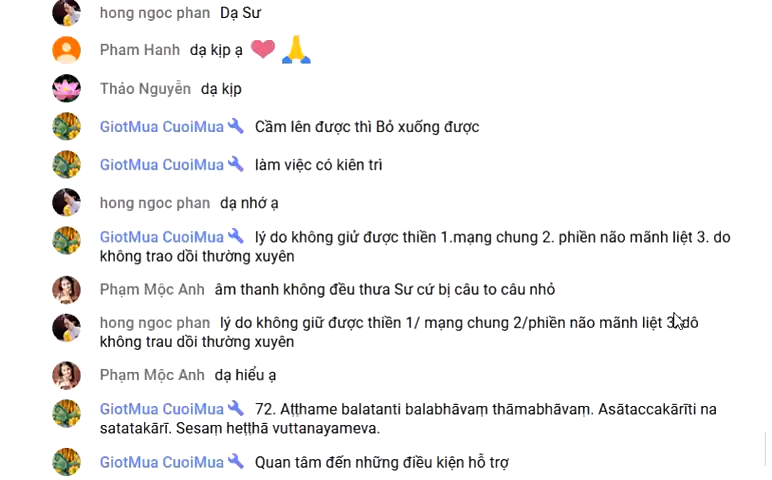 hong ngoc phan Dạ Sư
Pham Hanh dạ kịp ạ ❤️ 🙏
Thảo Nguyễn dạ kịp
GiotMua CuoiMua 🔧 Cầm lên được thì Bỏ xuống được
GiotMua CuoiMua 🔧 làm việc có kiên trì
hong ngoc phan dạ nhớ ạ
GiotMua CuoiMua 🔧 lý do không giử được thiền 1.mạng chung 2. phiền não mãnh liệt 3. do
không trao dồi thường xuyên
Phạm Mộc Anh âm thanh không đều thưa Sư cứ bị câu to câu nhỏ
hong ngoc phan lý do không giữ được thiền 1/ mạng chung 2/phiền não mãnh liệt 3/dô
không trau dồi thường xuyên
Phạm Mộc Anh dạ hiểu ạ
GiotMua CuoiMua 🔧 72. Aṭṭhame balatanti balabhāvaṃ thāmabhāvaṃ. Asātaccakārīti na
satatakārī. Sesaṃ heṭṭhā vuttanayameva.
GiotMua CuoiMua 🔧 Quan tâm đến những điều kiện hỗ trợ